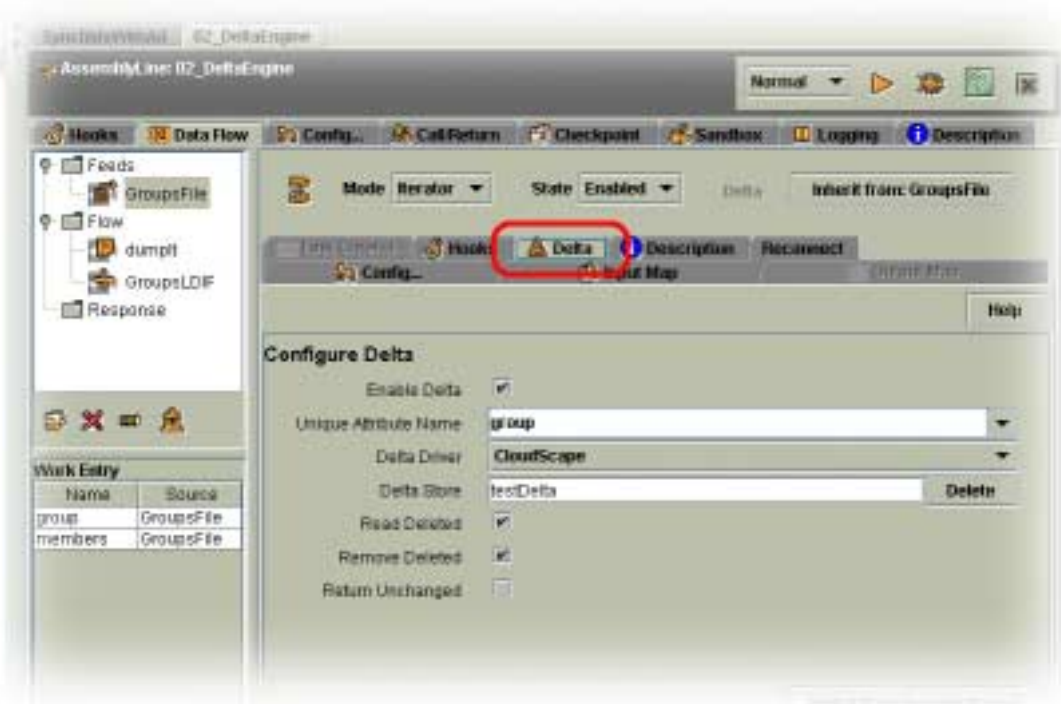 02_DeltaEngine
AssemblyLine: 02_DeltaEngine
Normal
Hooks Data Flow Config... Call/Return Checkpoint Sandbox Logging Description
Feeds
GroupsFile
Flow
dumpIt
GroupsLDIF
Response
Mode Iterator State Enabled Delta Inherit from: GroupsFile
Hooks Delta Description Reconnect
Config... Input Map Output Map
Help
Configure Delta
Enable Delta
Unique Attribute Name group
Delta Driver CloudScape
Delta Store testDelta Delete
Read Deleted
Remove Deleted
Return Unchanged
Work Entry
Name Source
group GroupsFile
members GroupsFile